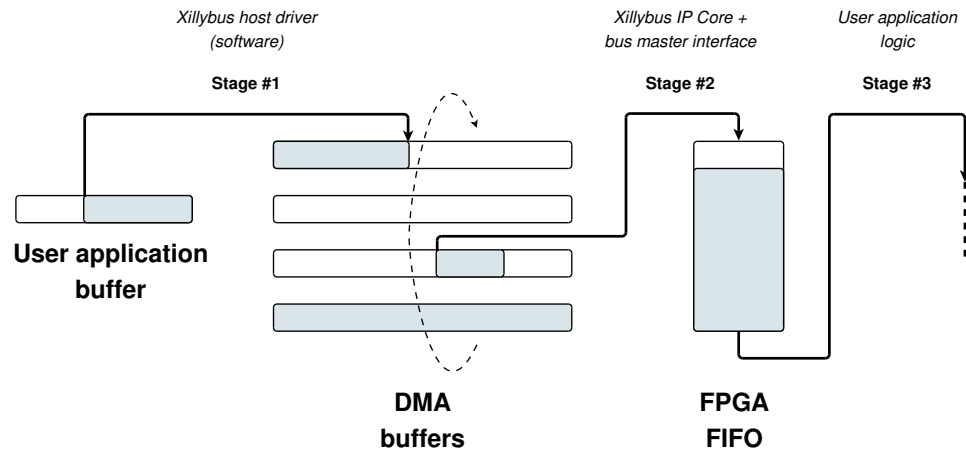 Xillybus host driver
(software)
Stage #1
Xillybus IP Core +
bus master interface
Stage #2
User application
logic
Stage #3
User application
buffer
DMA
buffers
FPGA
FIFO